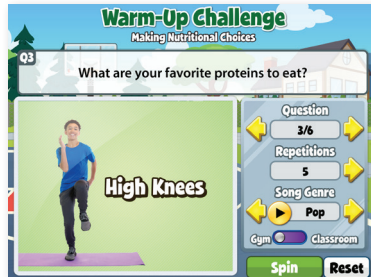 Warm-Up Challenge
Making Nutritional Choices
Q3
What are your favorite proteins to eat?
High Knees
Question
3/6
Repetitions
5
Song Genre
Pop
Gym
Classroom
Spin
Reset